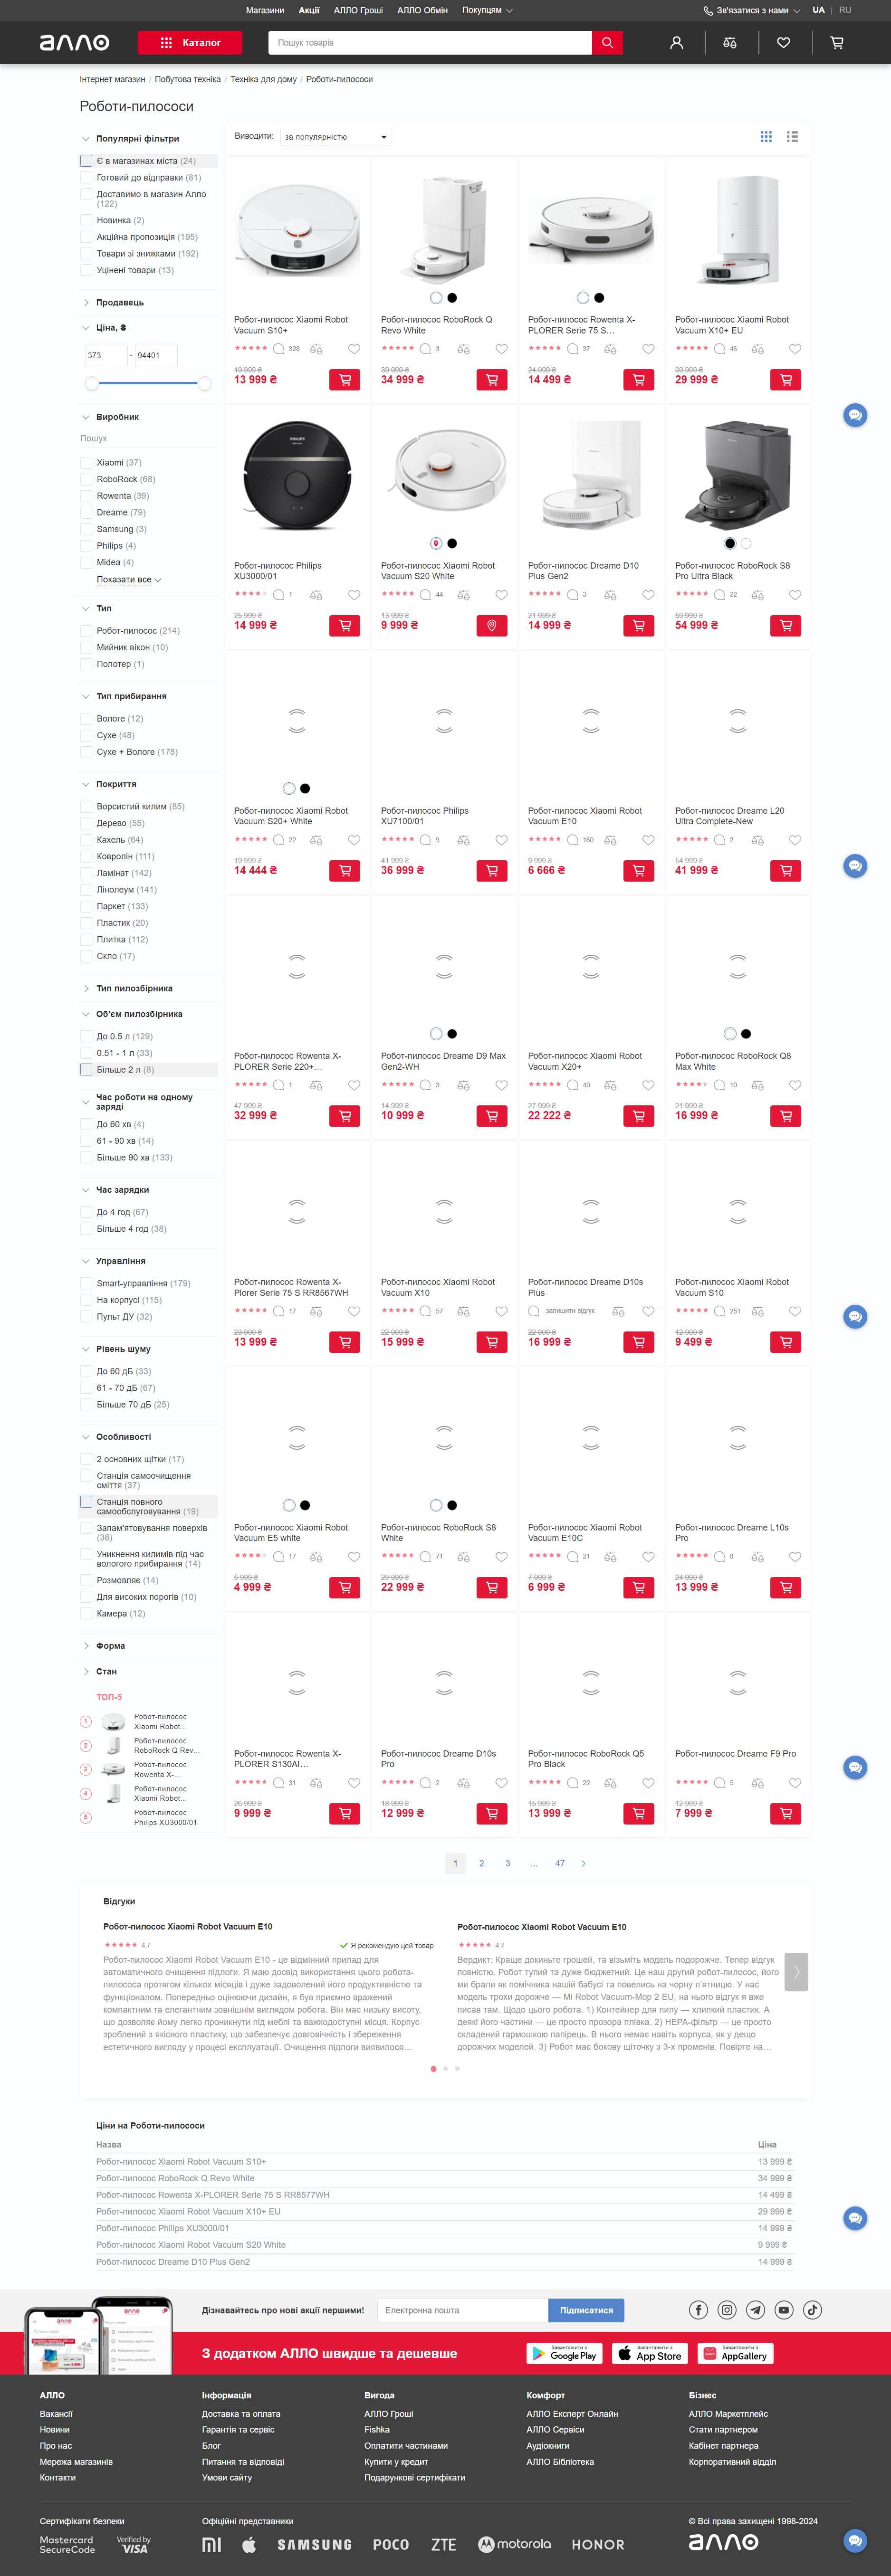 Магазини Акції АЛЛО Гроші АЛЛО Обмін Покупцям Зв'язатися з нами UA | RU
алло Каталог Пошук товарів
Інтернет магазин / Побутова техніка / Техніка для дому / Роботи-пилососи
Роботи-пилососи
Популярні фільтри
Є в магазинах міста (24)
Готовий до відправки (81)
Доставимо в магазин Алло
(122)
Новинка (2)
Акційна пропозиція (195)
Товари зі знижками (192)
Уцінені товари (13)
Продавець
Ціна, ₴
373 - 94401
Виробник
Пошук
Xiaomi (37)
RoboRock (68)
Rowenta (39)
Dreame (79)
Samsung (3)
Philips (4)
Midea (4)
Показати все
Тип
Робот-пилосос (214)
Мийник вікон (10)
Полотер (1)
Тип прибирання
Вологе (12)
Сухе (48)
Сухе + Вологе (178)
Покриття
Ворсистий килим (85)
Дерево (55)
Кахель (64)
Ковролін (111)
Ламінат (142)
Лінолеум (141)
Паркет (133)
Пластик (20)
Плитка (112)
Скло (17)
Тип пилозбірника
Об'єм пилозбірника
До 0.5 л (129)
0.51 - 1 л (33)
Більше 2 л (8)
Час роботи на одному
заряді
До 60 хв (4)
61 - 90 хв (14)
Більше 90 хв (133)
Час зарядки
До 4 год (67)
Більше 4 год (38)
Управління
Smart-управління (179)
На корпусі (115)
Пульт ДУ (32)
Рівень шуму
До 60 дБ (33)
61 - 70 дБ (67)
Більше 70 дБ (25)
Особливості
2 основних щітки (17)
Станція самоочищення
сміття (37)
Станція повного
самообслуговування (19)
Запам'ятовування поверхів
(38)
Уникнення килимів під час
вологого прибирання (14)
Розмовляє (14)
Для високих порогів (10)
Камера (12)
Форма
Стан
ТОП-5
1 Робот-пилосос
Xiaomi Robot...
2 Робот-пилосос
RoboRock Q Rev...
3 Робот-пилосос
Rowenta X-...
4 Робот-пилосос
Xiaomi Robot...
5 Робот-пилосос
Philips XU3000/01
Виводити: за популярністю
Робот-пилосос Xiaomi Robot
Vacuum S10+
328
19 999 ₴
13 999 ₴
Робот-пилосос RoboRock Q
Revo White
3
39 999 ₴
34 999 ₴
Робот-пилосос Rowenta X-
PLORER Serie 75 S...
37
24 999 ₴
14 499 ₴
Робот-пилосос Xiaomi Robot
Vacuum X10+ EU
46
39 999 ₴
29 999 ₴
PHILIPS
Робот-пилосос Philips
XU3000/01
1
25 999 ₴
14 999 ₴
Робот-пилосос Xiaomi Robot
Vacuum S20 White
44
13 999 ₴
9 999 ₴
Робот-пилосос Dreame D10
Plus Gen2
3
21 999 ₴
14 999 ₴
Робот-пилосос RoboRock S8
Pro Ultra Black
22
59 999 ₴
54 999 ₴
Робот-пилосос Xiaomi Robot
Vacuum S20+ White
22
19 999 ₴
14 444 ₴
Робот-пилосос Philips
XU7100/01
9
41 999 ₴
36 999 ₴
Робот-пилосос Xiaomi Robot
Vacuum E10
160
9 999 ₴
6 666 ₴
Робот-пилосос Dreame L20
Ultra Complete-New
2
54 999 ₴
41 999 ₴
Робот-пилосос Rowenta X-
PLORER Serie 220+...
1
47 999 ₴
32 999 ₴
Робот-пилосос Dreame D9 Max
Gen2-WH
3
14 999 ₴
10 999 ₴
Робот-пилосос Xiaomi Robot
Vacuum X20+
40
27 999 ₴
22 222 ₴
Робот-пилосос RoboRock Q8
Max White
10
21 999 ₴
16 999 ₴
Робот-пилосос Rowenta X-
Plorer Serie 75 S RR8567WH
17
23 999 ₴
13 999 ₴
Робот-пилосос Xiaomi Robot
Vacuum X10
57
22 999 ₴
15 999 ₴
Робот-пилосос Dreame D10s
Plus
залишити відгук
22 999 ₴
16 999 ₴
Робот-пилосос Xiaomi Robot
Vacuum S10
251
12 999 ₴
9 499 ₴
Робот-пилосос Xiaomi Robot
Vacuum E5 white
17
5 999 ₴
4 999 ₴
Робот-пилосос RoboRock S8
White
71
29 999 ₴
22 999 ₴
Робот-пилосос Xiaomi Robot
Vacuum E10C
21
7 999 ₴
6 999 ₴
Робот-пилосос Dreame L10s
Pro
8
24 999 ₴
13 999 ₴
Робот-пилосос Rowenta X-
PLORER S130AI...
31
26 999 ₴
9 999 ₴
Робот-пилосос Dreame D10s
Pro
2
18 999 ₴
12 999 ₴
Робот-пилосос RoboRock Q5
Pro Black
22
15 999 ₴
13 999 ₴
Робот-пилосос Dreame F9 Pro
5
12 999 ₴
7 999 ₴
1 2 3 ... 47
Відгуки
Робот-пилосос Xiaomi Robot Vacuum E10
4.7 Я рекомендую цей товар
Робот-пилосос Xiaomi Robot Vacuum E10 - це відмінний прилад для
автоматичного очищення підлоги. Я маю досвід використання цього робота-
пилососа протягом кількох місяців і дуже задоволений його продуктивністю та
функціоналом. Попередньо оцінюючи дизайн, я був приємно вражений
компактним та елегантним зовнішнім виглядом робота. Він має низьку висоту,
що дозволяє йому легко проникнути під меблі та важкодоступні місця. Корпус
зроблений з якісного пластику, що забезпечує довговічність і збереження
естетичного вигляду у процесі експлуатації. Очищення підлоги виявилося...
Робот-пилосос Xiaomi Robot Vacuum E10
4.7
Вердикт: Краще докиньте грошей, та візьміть модель подорожче. Тепер відгук
повністю. Робот тупий та дуже бюджетний. Це наш другий робот-пилосос, його
ми брали як помічника нашій бабусі та повелись на чорну п'ятницю. У нас
модель трохи дорожче — Mi Robot Vacuum-Mop 2 EU, на нього відгук я вже
писав там. Щодо цього робота. 1) Контейнер для пилу — хлипкий пластик. А
деякі його частини — це просто прозора плівка. 2) HEPA-фільтр — це просто
складений гармошкою папірець. В нього немає навіть корпуса, як у дещо
дорожчих моделей. 3) Робот має бокову щіточку з 3-х променів. Повірте на...
Ціни на Роботи-пилососи
Назва Ціна
Робот-пилосос Xiaomi Robot Vacuum S10+ 13 999 ₴
Робот-пилосос RoboRock Q Revo White 34 999 ₴
Робот-пилосос Rowenta X-PLORER Serie 75 S RR8577WH 14 499 ₴
Робот-пилосос Xiaomi Robot Vacuum X10+ EU 29 999 ₴
Робот-пилосос Philips XU3000/01 14 999 ₴
Робот-пилосос Xiaomi Robot Vacuum S20 White 9 999 ₴
Робот-пилосос Dreame D10 Plus Gen2 14 999 ₴
Дізнавайтесь про нові акції першими! Електронна пошта Підписатися
З додатком АЛЛО швидше та дешевше
Завантажити з Google Play
Завантажити з App Store
Завантажити з AppGallery
АЛЛО
Вакансії
Новини
Про нас
Мережа магазинів
Контакти
Інформація
Доставка та оплата
Гарантія та сервіс
Блог
Питання та відповіді
Умови сайту
Вигода
АЛЛО Гроші
Fishka
Оплатити частинами
Купити у кредит
Подарункові сертифікати
Комфорт
АЛЛО Експерт Онлайн
АЛЛО Сервіси
Аудіокниги
АЛЛО Бібліотека
Бізнес
АЛЛО Маркетплейс
Стати партнером
Кабінет партнера
Корпоративний відділ
Сертифікати безпеки
Mastercard
SecureCode
Verified by
VISA
Офіційні представники
MI SAMSUNG POCO ZTE motorola HONOR
© Всі права захищені 1998-2024
алло